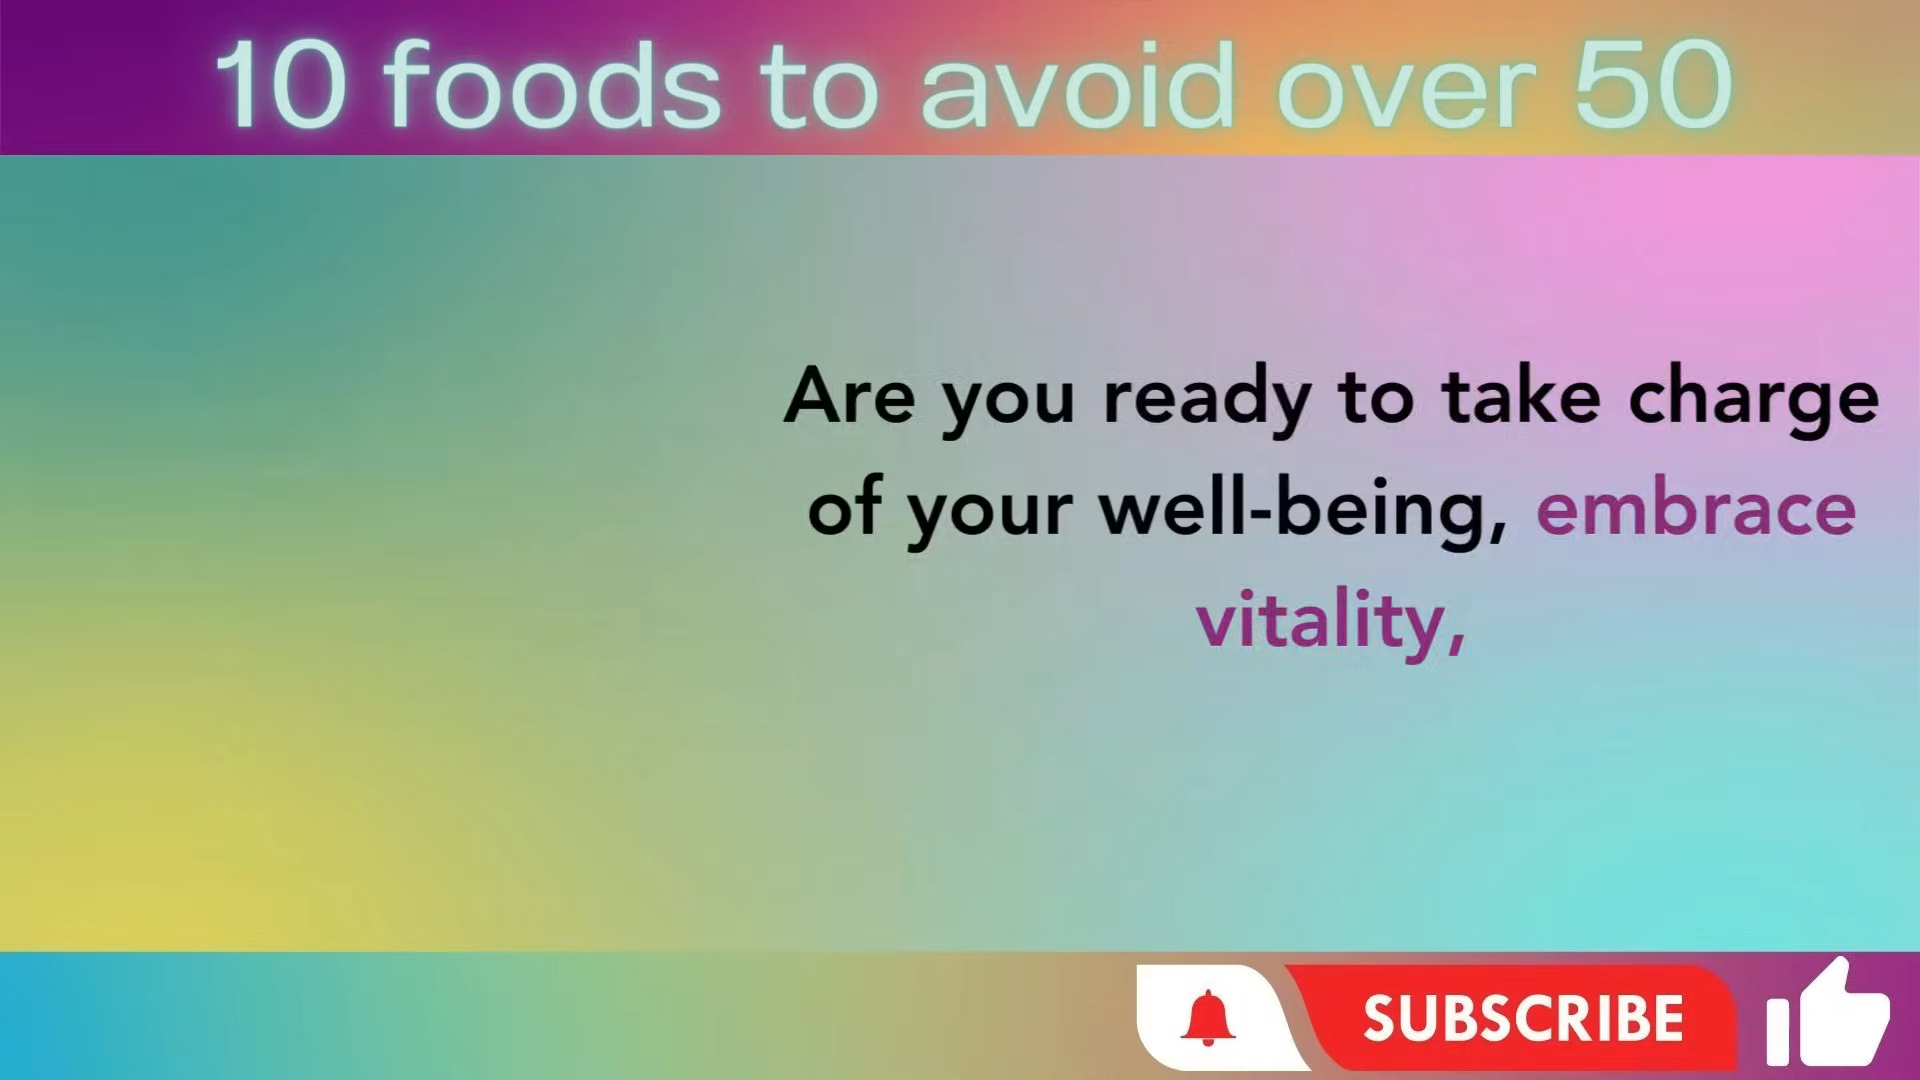 10 foods to avoid over 50
Are you ready to take charge
of your well-being, embrace
vitality,
SUBSCRIBE